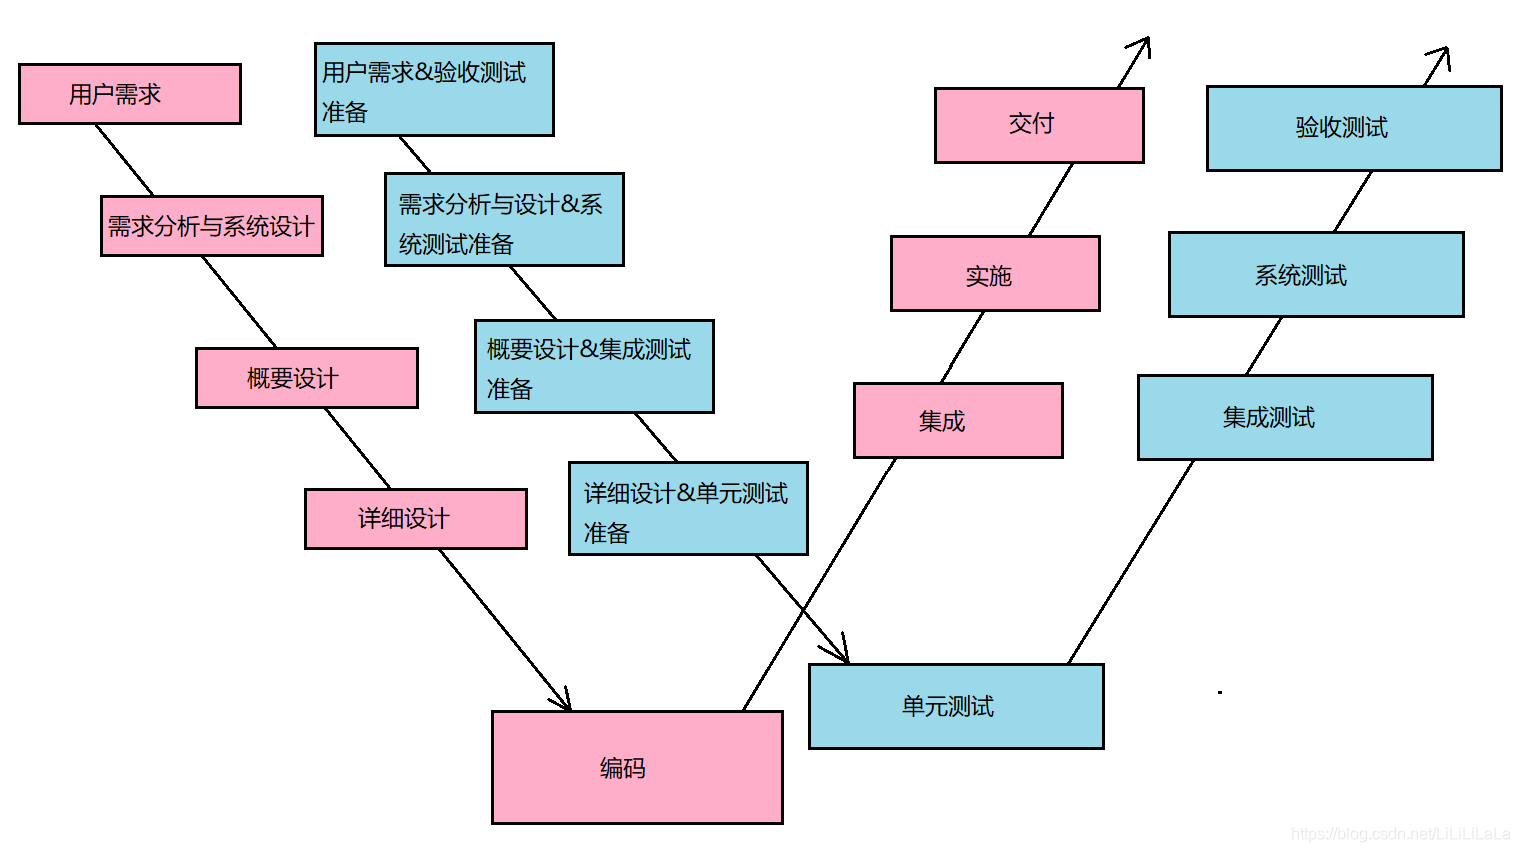 用户需求
需求分析与系统设计
概要设计
详细设计
编码
集成
实施
交付
用户需求&验收测试
准备
需求分析与设计&系
统测试准备
概要设计&集成测试
准备
详细设计&单元测试
准备
单元测试
集成测试
系统测试
验收测试
https://blog.csdn.net/LiLiLiLaLa